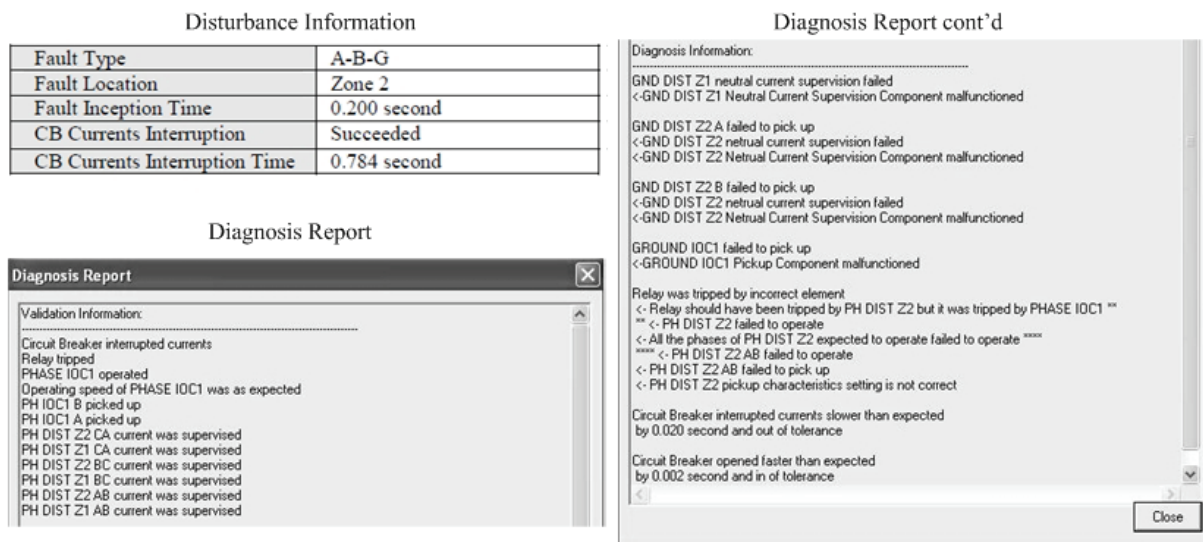 Disturbance Information
Fault Type A-B-G
Fault Location Zone 2
Fault Inception Time 0.200 second
CB Currents Interruption Succeeded
CB Currents Interruption Time 0.784 second
Diagnosis Report
Diagnosis Report
Validation Information:
Circuit Breaker interrupted currents
Relay tripped
PHASE IOC1 operated
Operating speed of PHASE IOC1 was as expected
PH IOC1 B picked up
PH IOC1 A picked up
PH DIST Z2 CA current was supervised
PH DIST Z1 CA current was supervised
PH DIST Z2 BC current was supervised
PH DIST Z1 BC current was supervised
PH DIST Z2 AB current was supervised
PH DIST Z1 AB current was supervised
Diagnosis Report cont'd
Diagnosis Information:
GND DIST Z1 neutral current supervision failed
<-GND DIST Z1 Neutral Current Supervision Component malfunctioned
GND DIST Z2 A failed to pick up
<-GND DIST Z2 netrual current supervision failed
<-GND DIST Z2 Netrual Current Supervision Component malfunctioned
GND DIST Z2 B failed to pick up
<-GND DIST Z2 netrual current supervision failed
<-GND DIST Z2 Netrual Current Supervision Component malfunctioned
GROUND IOC1 failed to pick up
<-GROUND IOC1 Pickup Component malfunctioned
Relay was tripped by incorrect element
<- Relay should have been tripped by PH DIST Z2 but it was tripped by PHASE IOC1 **
** <- PH DIST Z2 failed to operate
<- All the phases of PH DIST Z2 expected to operate failed to operate ****
**** <- PH DIST Z2 AB failed to operate
<- PH DIST Z2 AB failed to pick up
<- PH DIST Z2 pickup characteristics setting is not correct
Circuit Breaker interrupted currents slower than expected
by 0.020 second and out of tolerance
Circuit Breaker opened faster than expected
by 0.002 second and in of tolerance
Close